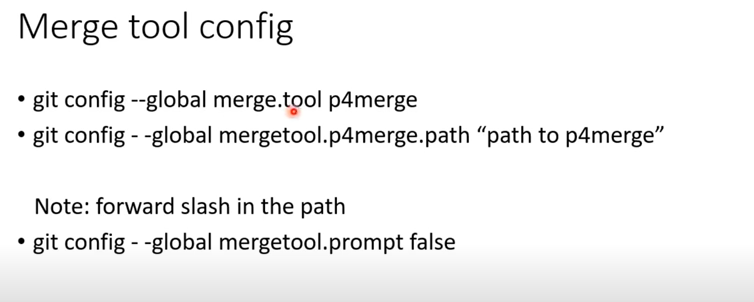 Merge tool config
• git config --global merge.tool p4merge
• git config - -global mergetool.p4merge.path “path to p4merge”
Note: forward slash in the path
• git config - -global mergetool.prompt false